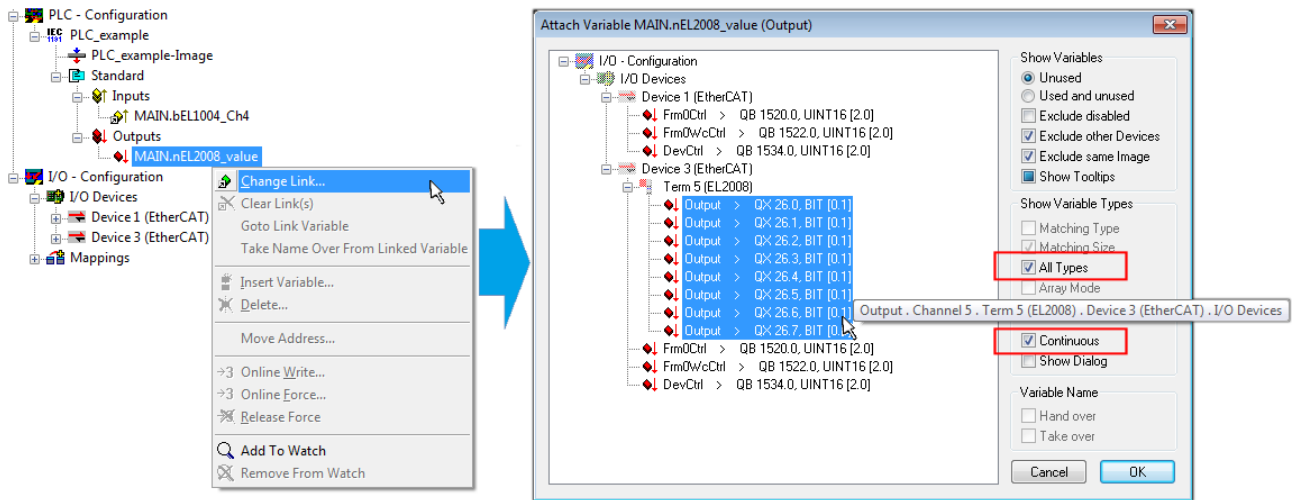 PLC - Configuration
IEC 1131 PLC_example
PLC_example-Image
Standard
Inputs
MAIN.bEL1004_Ch4
Outputs
MAIN.nEL2008_value
I/O - Configuration
I/O Devices
Device 1 (EtherCAT)
Device 3 (EtherCAT)
Mappings
Change Link...
Clear Link(s)
Goto Link Variable
Take Name Over From Linked Variable
Insert Variable...
Delete...
Move Address...
Online Write...
Online Force...
Release Force
Add To Watch
Remove From Watch
Attach Variable MAIN.nEL2008_value (Output)
I/O - Configuration
I/O Devices
Device 1 (EtherCAT)
Frm0Ctrl > QB 1520.0, UINT16 [2.0]
Frm0WcCtrl > QB 1522.0, UINT16 [2.0]
DevCtrl > QB 1534.0, UINT16 [2.0]
Device 3 (EtherCAT)
Term 5 (EL2008)
Output > QX 26.0, BIT [0.1]
Output > QX 26.1, BIT [0.1]
Output > QX 26.2, BIT [0.1]
Output > QX 26.3, BIT [0.1]
Output > QX 26.4, BIT [0.1]
Output > QX 26.5, BIT [0.1]
Output > QX 26.6, BIT [0.1]
Output > QX 26.7, BIT [0.1]
Frm0Ctrl > QB 1520.0, UINT16 [2.0]
Frm0WcCtrl > QB 1522.0, UINT16 [2.0]
DevCtrl > QB 1534.0, UINT16 [2.0]
Show Variables
Unused
Used and unused
Exclude disabled
Exclude other Devices
Exclude same Image
Show Tooltips
Show Variable Types
Matching Type
Matching Size
All Types
Array Mode
Output . Channel 5 . Term 5 (EL2008) . Device 3 (EtherCAT) . I/O Devices
Continuous
Show Dialog
Variable Name
Hand over
Take over
Cancel
OK